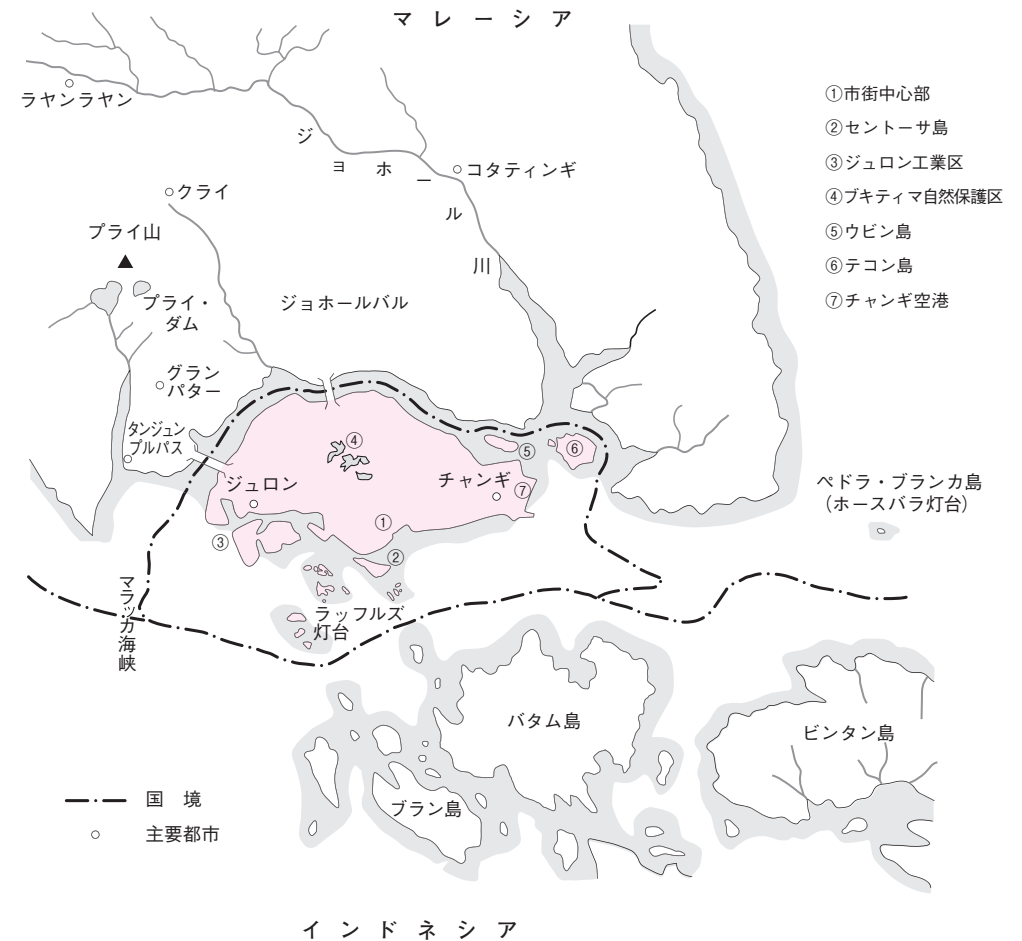 マレーシア
ラヤンラヤン
ジョホール川
コタティンギ
クライ
プライ山
プライ・
ダム
ジョホールバル
グラン
パター
タンジュン
プルパス
ジュロン
チャンギ
①
②
③
④
⑤
⑥
⑦
①市街中心部
②セントーサ島
③ジュロン工業区
④ブキティマ自然保護区
⑤ウビン島
⑥テコン島
⑦チャンギ空港
ペドラ・ブランカ島
（ホースバラ灯台）
マラッカ海峡
ラッフルズ
灯台
バタム島
ビンタン島
ブラン島
国 境
主要都市
インドネシア